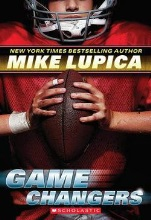 NEW YORK TIMES BESTSELLING AUTHOR
MIKE LUPICA
GAME
CHANGERS
SCHOLASTIC